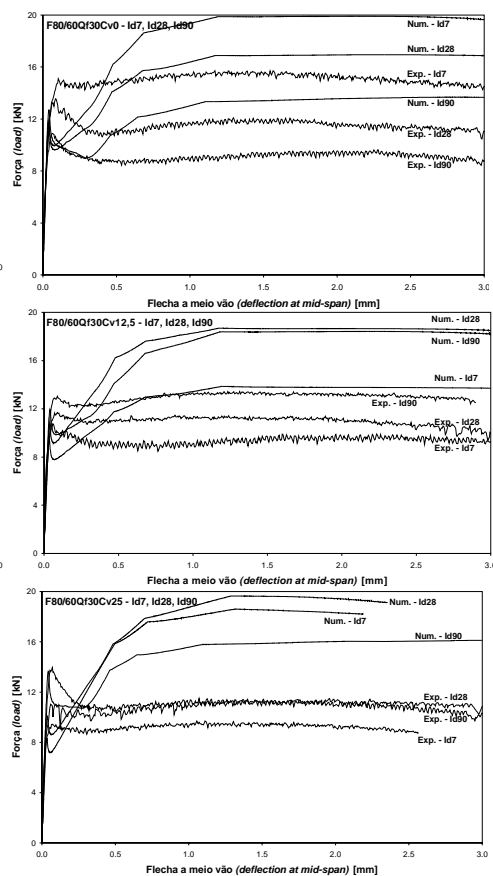 F80/60Qf30Cv0 - Id7, Id28, Id90
20
16
12
8
4
0
Força (load) [kN]
Num. - Id7
Num. - Id28
Exp. - Id7
Num. - Id90
Exp. - Id28
Exp. - Id90
0.0 0.5 1.0 1.5 2.0 2.5 3.0
0
Flecha a meio vão (deflection at mid-span) [mm]
F80/60Qf30Cv12,5 - Id7, Id28, Id90
20
16
12
8
4
0
Força (load) [kN]
Num. - Id28
Num. - Id90
Num. - Id7
Exp. - Id90
Exp. - Id28
Exp. - Id7
0.0 0.5 1.0 1.5 2.0 2.5 3.0
0
Flecha a meio vão (deflection at mid-span) [mm]
F80/60Qf30Cv25 - Id7, Id28, Id90
20
16
12
8
4
0
Força (load) [kN]
Num. - Id28
Num. - Id7
Num. - Id90
Exp. - Id28
Exp. - Id90
Exp. - Id7
0.0 0.5 1.0 1.5 2.0 2.5 3.0
Flecha a meio vão (deflection at mid-span) [mm]